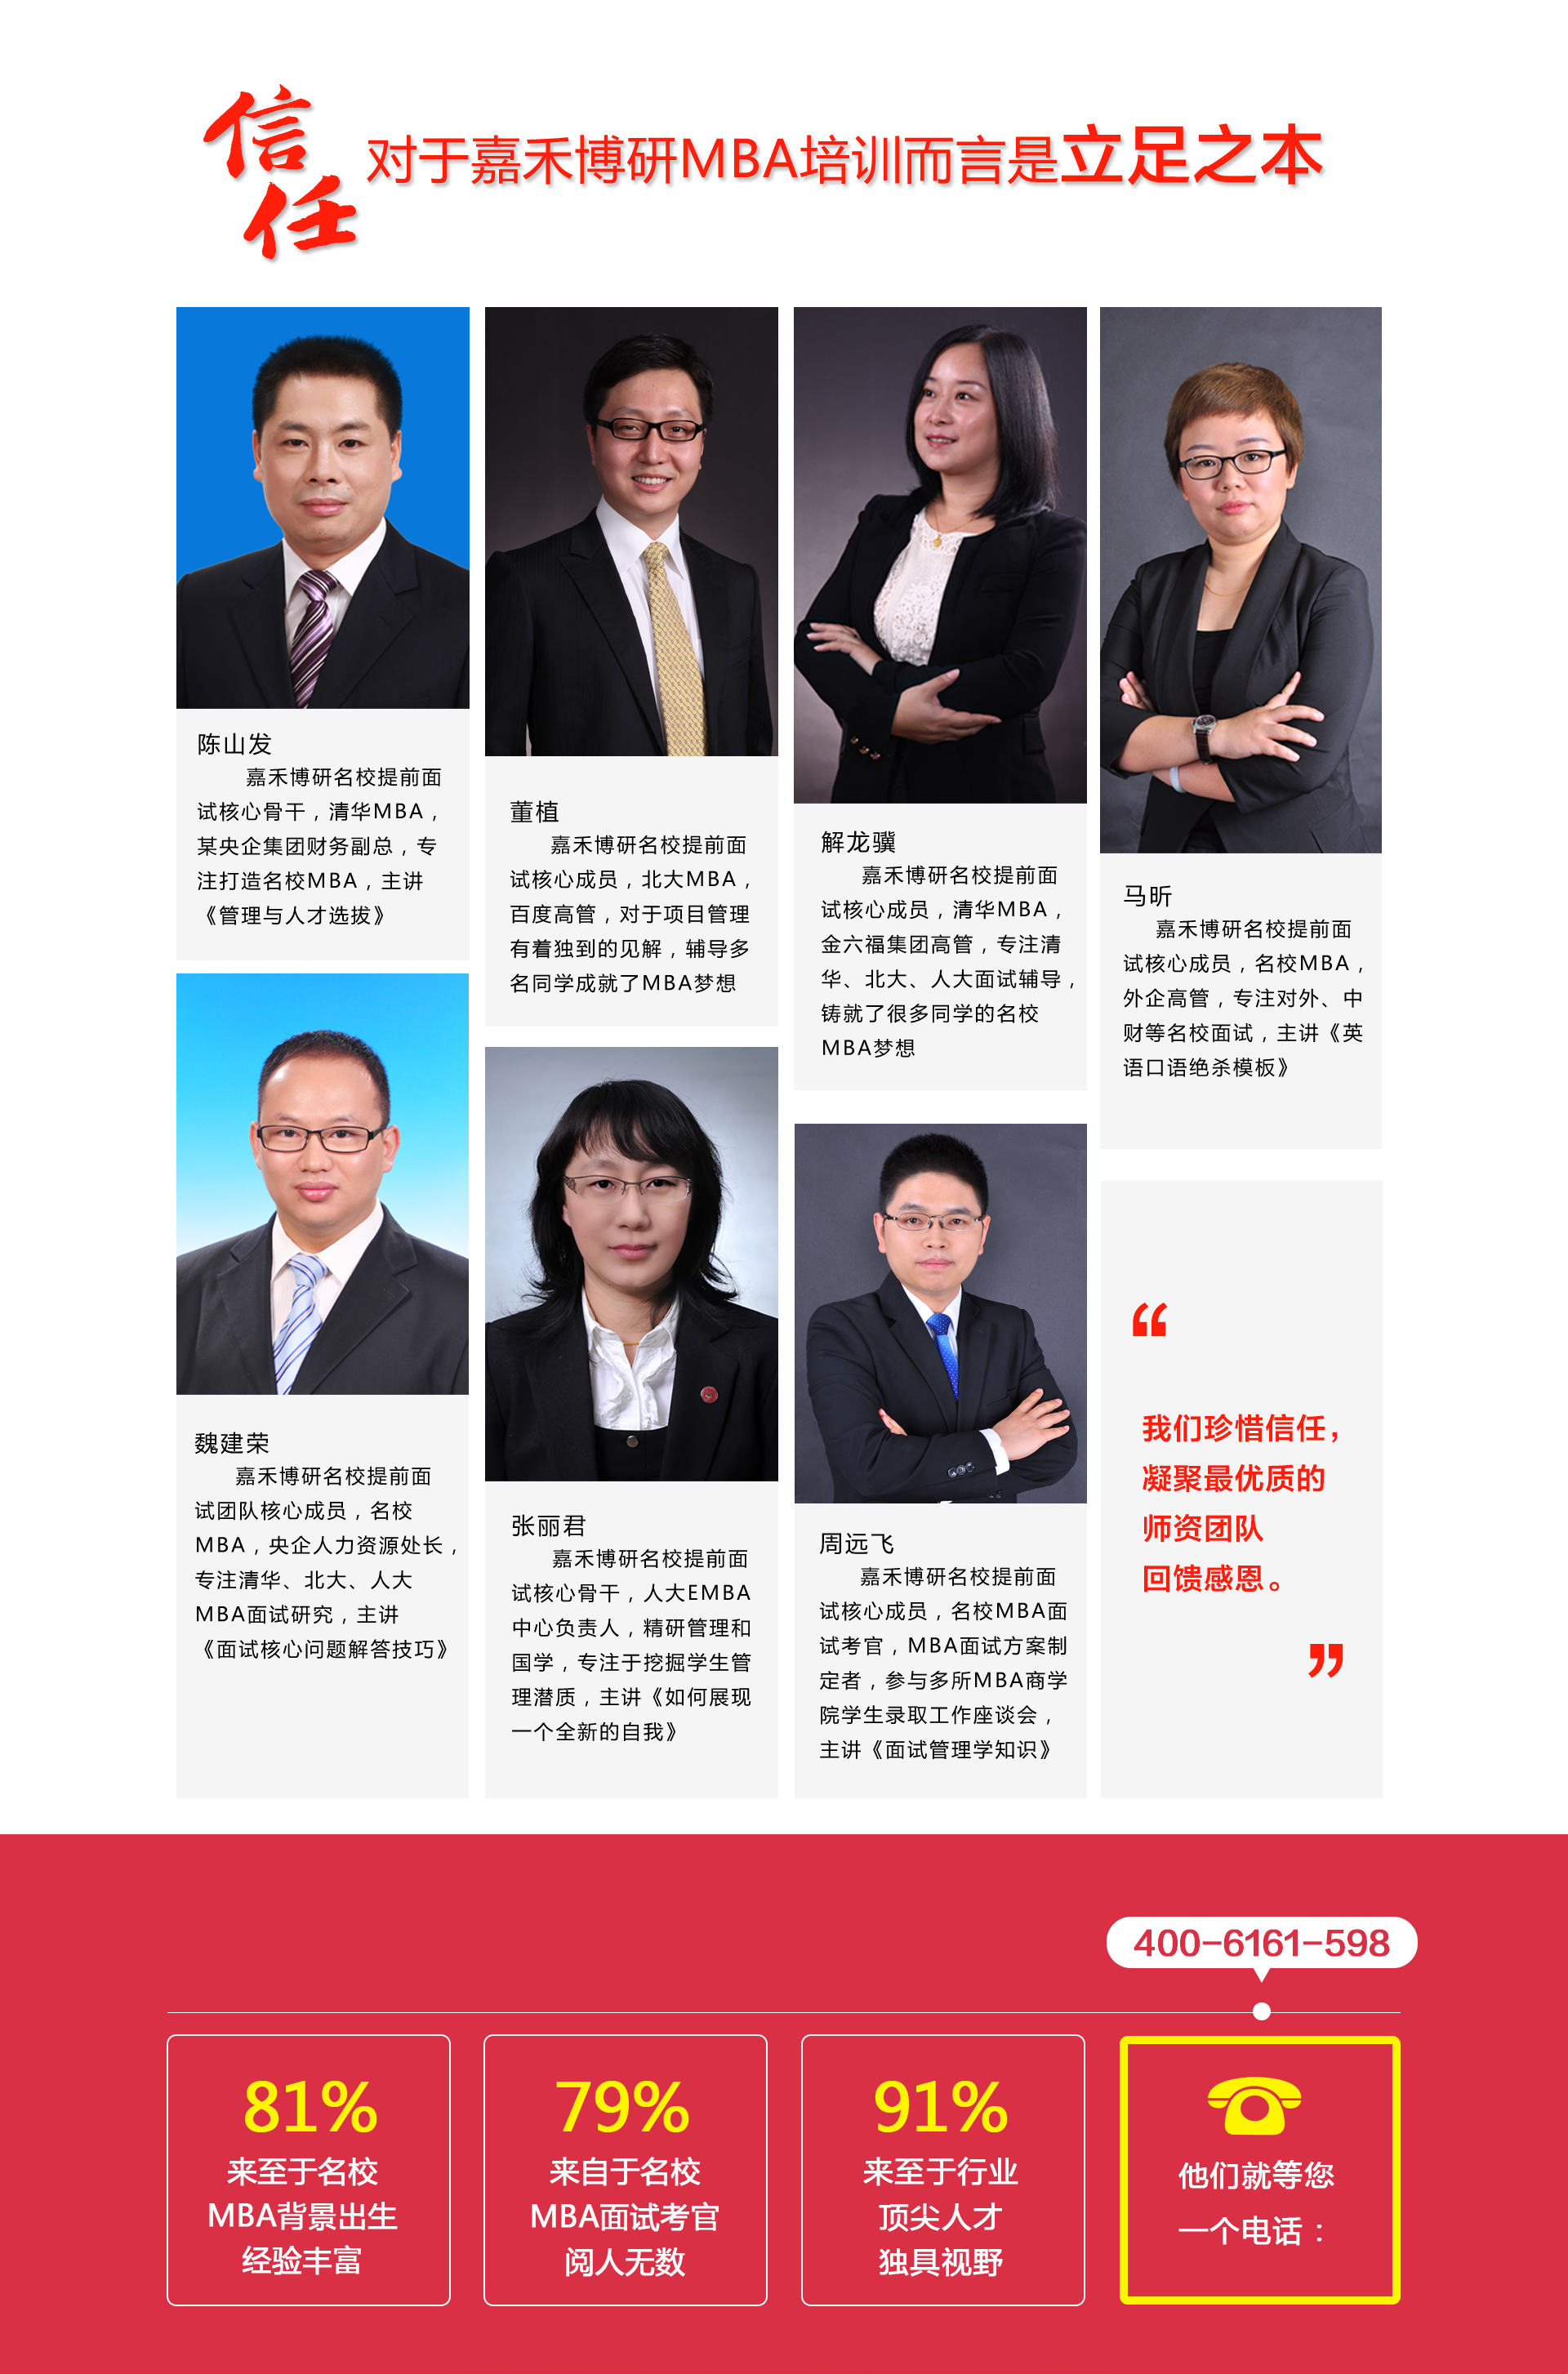 信任
对于嘉禾博研MBA培训而言是立足之本
陈山发
嘉禾博研名校提前面
试核心骨干，清华MBA，
某央企集团财务副总，专
注打造名校MBA，主讲
《管理与人才选拔》
董植
嘉禾博研名校提前面
试核心成员，北大MBA，
百度高管，对于项目管理
有着独到的见解，辅导多
名同学成就了MBA梦想
解龙骥
嘉禾博研名校提前面
试核心成员，清华MBA，
金六福集团高管，专注清
华、北大、人大面试辅导，
铸就了很多同学的名校
MBA梦想
马昕
嘉禾博研名校提前面
试核心成员，名校MBA，
外企高管，专注对外、中
财等名校面试，主讲《英
语口语绝杀模板》
魏建荣
嘉禾博研名校提前面
试团队核心成员，名校
MBA，央企人力资源处长，
专注清华、北大、人大
MBA面试研究，主讲
《面试核心问题解答技巧》
张丽君
嘉禾博研名校提前面
试核心骨干，人大EMBA
中心负责人，精研管理和
国学，专注于挖掘学生管
理潜质，主讲《如何展现
一个全新的自我》
周远飞
嘉禾博研名校提前面
试核心成员，名校MBA面
试考官，MBA面试方案制
定者，参与多所MBA商学
院学生录取工作座谈会，
主讲《面试管理学知识》
“
我们珍惜信任，
凝聚最优质的
师资团队
回馈感恩。
”
400-6161-598
81%
来至于名校
MBA背景出生
经验丰富
79%
来自于名校
MBA面试考官
阅人无数
91%
来至于行业
顶尖人才
独具视野
他们就等您
一个电话：